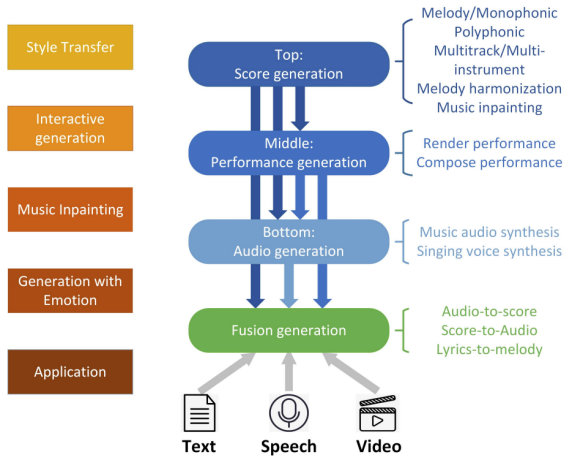 Style Transfer
Interactive
generation
Music Inpainting
Generation with
Emotion
Application
Top:
Score generation
Middle:
Performance generation
Bottom:
Audio generation
Fusion generation
Melody/Monophonic
Polyphonic
Multitrack/Multi-
instrument
Melody harmonization
Music inpainting
Render performance
Compose performance
Music audio synthesis
Singing voice synthesis
Audio-to-score
Score-to-Audio
Lyrics-to-melody
Text
Speech
Video